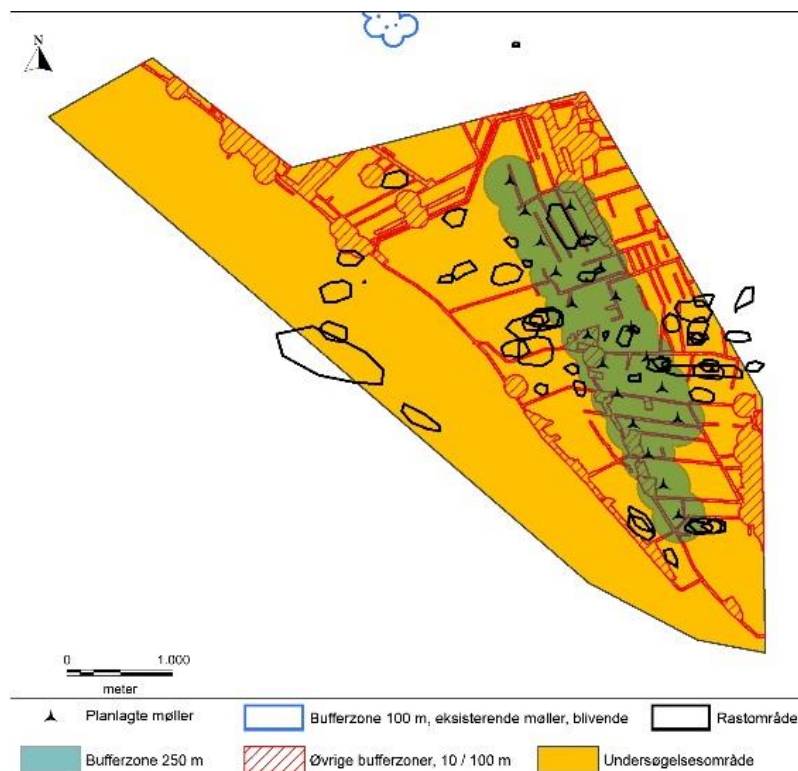 N
0 1.000
meter
Planlagte møller Bufferzone 100 m, eksisterende møller, blivende Rastområde
Bufferzone 250 m Øvrige bufferzoner, 10 / 100 m Undersøgelsesområde